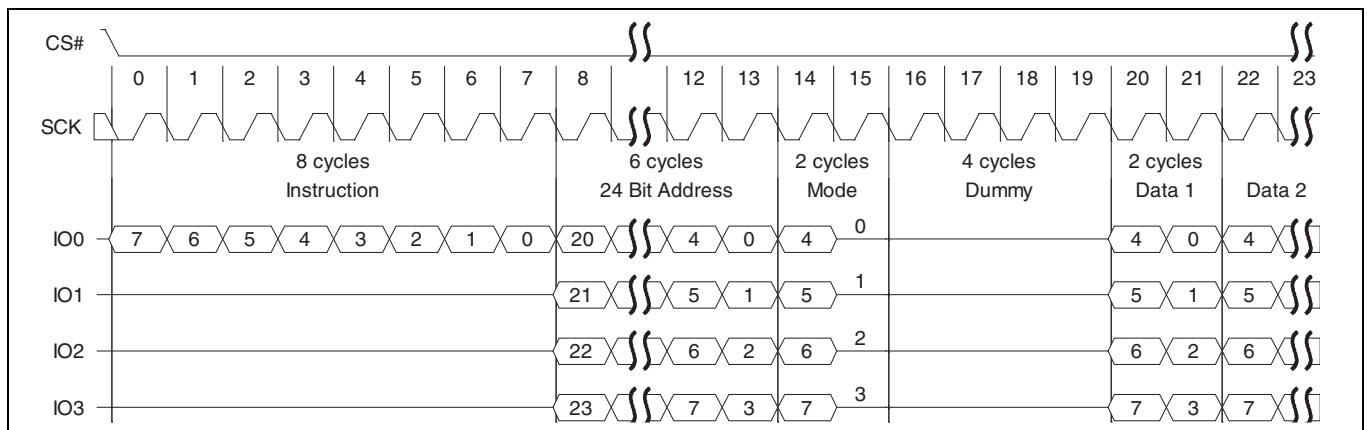 CS#
0 1 2 3 4 5 6 7 8 12 13 14 15 16 17 18 19 20 21 22 23
SCK
8 cycles 6 cycles 2 cycles 4 cycles 2 cycles
Instruction 24 Bit Address Mode Dummy Data 1 Data 2
IO0 7 6 5 4 3 2 1 0 20 4 0 4 0 4 0 4
IO1 21 5 1 5 1 5 1 5
IO2 22 6 2 6 2 6 2 6
IO3 23 7 3 7 3 7 3 7